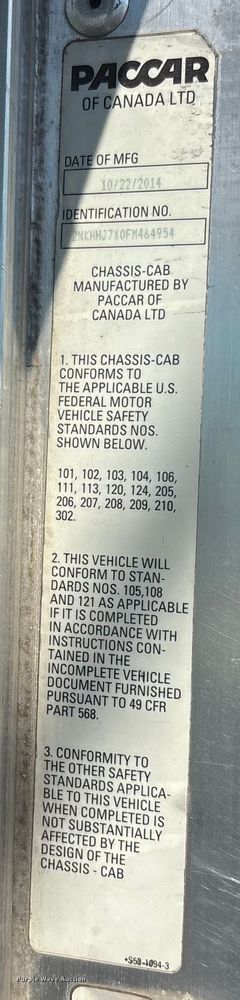 PACCAR
OF CANADA LTD
DATE OF MFG
10/22/2014
IDENTIFICATION NO.
2NKHHJ7X0FM464954
CHASSIS-CAB
MANUFACTURED BY
PACCAR OF
CANADA LTD
1. THIS CHASSIS-CAB
CONFORMS TO
THE APPLICABLE U.S.
FEDERAL MOTOR
VEHICLE SAFETY
STANDARDS NOS.
SHOWN BELOW.
101, 102, 103, 104, 106,
111, 113, 120, 124, 205,
206, 207, 208, 209, 210,
302.
2. THIS VEHICLE WILL
CONFORM TO STAN-
DARDS NOS. 105,108
AND 121 AS APPLICABLE
IF IT IS COMPLETED
IN ACCORDANCE WITH
INSTRUCTIONS CON-
TAINED IN THE
INCOMPLETE VEHICLE
DOCUMENT FURNISHED
PURSUANT TO 49 CFR
PART 568.
3. CONFORMITY TO
THE OTHER SAFETY
STANDARDS APPLICA-
BLE TO THIS VEHICLE
WHEN COMPLETED IS
NOT SUBSTANTIALLY
AFFECTED BY THE
DESIGN OF THE
CHASSIS - CAB
•S53-1094-3
Purple Wave Auction